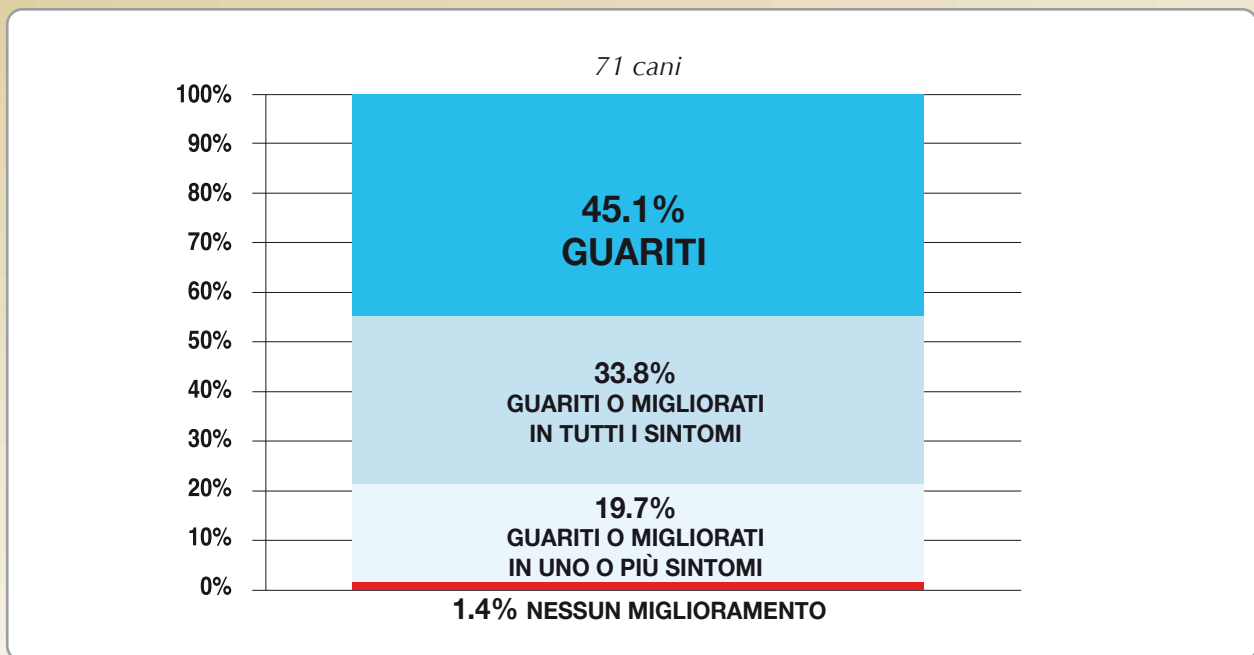 71 cani
100%
90%
80%
70%
60%
50%
40%
30%
20%
10%
0%
45.1%
GUARITI
33.8%
GUARITI O MIGLIORATI
IN TUTTI I SINTOMI
19.7%
GUARITI O MIGLIORATI
IN UNO O PIÙ SINTOMI
1.4% NESSUN MIGLIORAMENTO